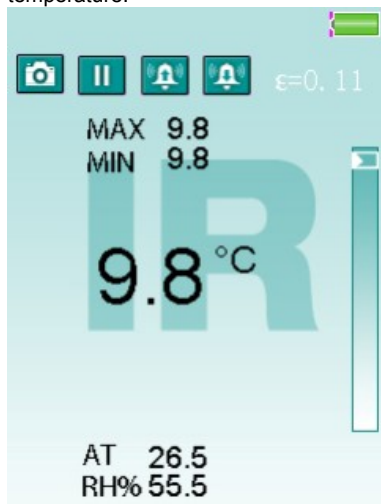 temperature.
ε=0.11
MAX 9.8
MIN 9.8
IR
9.8 °C
AT 26.5
RH% 55.5